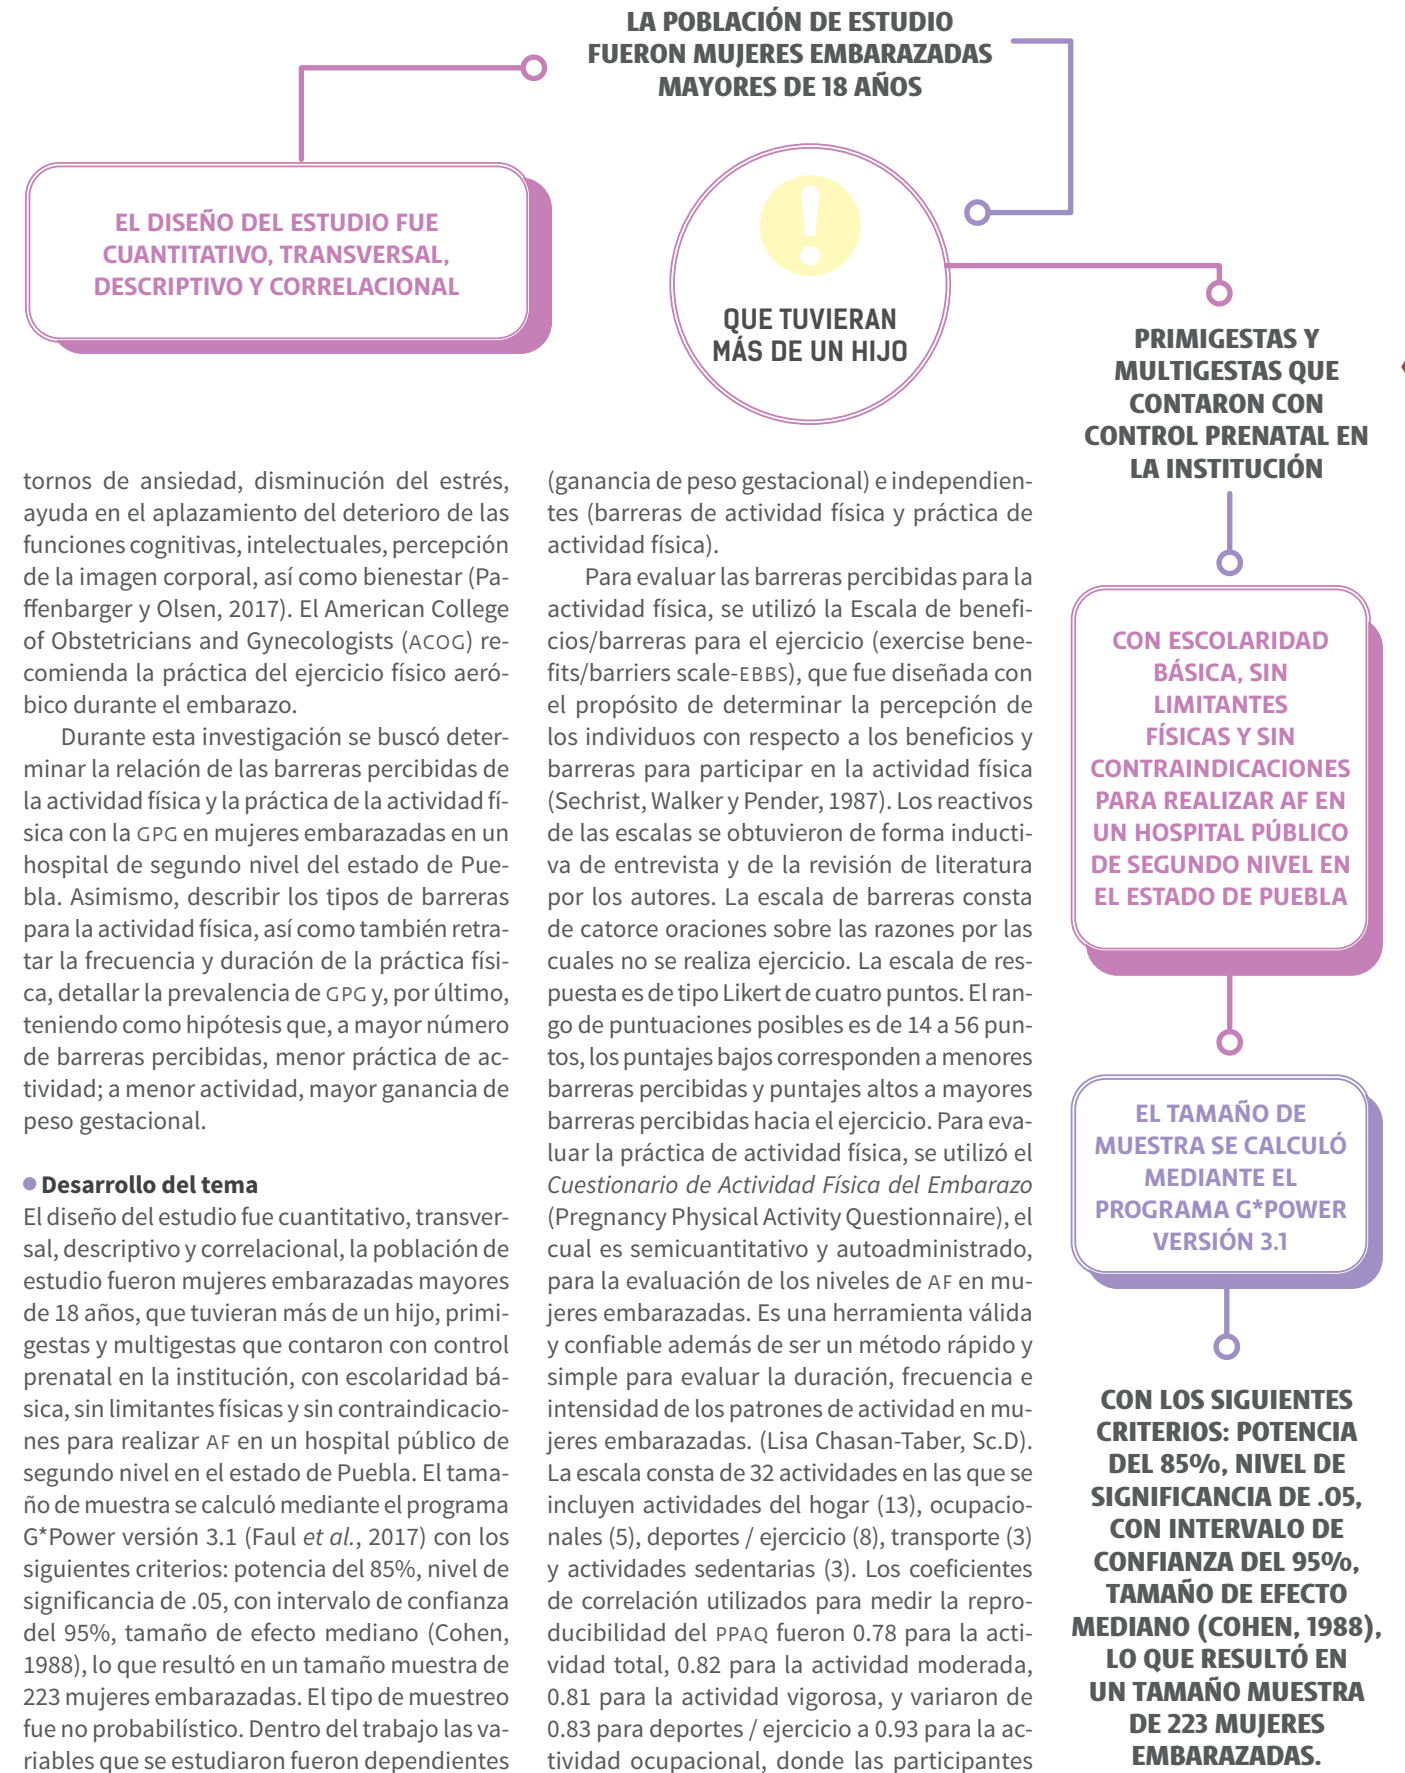 LA POBLACIÓN DE ESTUDIO
FUERON MUJERES EMBARAZADAS
MAYORES DE 18 AÑOS
EL DISEÑO DEL ESTUDIO FUE
CUANTITATIVO, TRANSVERSAL,
DESCRIPTIVO Y CORRELACIONAL
QUE TUVIERAN
MÁS DE UN HIJO
PRIMIGESTAS Y
MULTIGESTAS QUE
CONTARON CON
CONTROL PRENATAL EN
LA INSTITUCIÓN
CON ESCOLARIDAD
BÁSICA, SIN
LIMITANTES
FÍSICAS Y SIN
CONTRAINDICACIONES
PARA REALIZAR AF EN
UN HOSPITAL PÚBLICO
DE SEGUNDO NIVEL EN
EL ESTADO DE PUEBLA
EL TAMAÑO DE
MUESTRA SE CALCULÓ
MEDIANTE EL
PROGRAMA G*POWER
VERSIÓN 3.1
CON LOS SIGUIENTES
CRITERIOS: POTENCIA
DEL 85%, NIVEL DE
SIGNIFICANCIA DE .05,
CON INTERVALO DE
CONFIANZA DEL 95%,
TAMAÑO DE EFECTO
MEDIANO (COHEN, 1988),
LO QUE RESULTÓ EN
UN TAMAÑO MUESTRA
DE 223 MUJERES
EMBARAZADAS.
tornos de ansiedad, disminución del estrés,
ayuda en el aplazamiento del deterioro de las
funciones cognitivas, intelectuales, percepción
de la imagen corporal, así como bienestar (Pa-
ffenbarger y Olsen, 2017). El American College
of Obstetricians and Gynecologists (ACOG) re-
comienda la práctica del ejercicio físico aeró-
bico durante el embarazo.
Durante esta investigación se buscó deter-
minar la relación de las barreras percibidas de
la actividad física y la práctica de la actividad fí-
sica con la GPG en mujeres embarazadas en un
hospital de segundo nivel del estado de Pue-
bla. Asimismo, describir los tipos de barreras
para la actividad física, así como también retra-
tar la frecuencia y duración de la práctica físi-
ca, detallar la prevalencia de GPG y, por último,
teniendo como hipótesis que, a mayor número
de barreras percibidas, menor práctica de ac-
tividad; a menor actividad, mayor ganancia de
peso gestacional.
Desarrollo del tema
El diseño del estudio fue cuantitativo, transver-
sal, descriptivo y correlacional, la población de
estudio fueron mujeres embarazadas mayores
de 18 años, que tuvieran más de un hijo, primi-
gestas y multigestas que contaron con control
prenatal en la institución, con escolaridad bá-
sica, sin limitantes físicas y sin contraindicacio-
nes para realizar AF en un hospital público de
segundo nivel en el estado de Puebla. El tama-
ño de muestra se calculó mediante el programa
G*Power versión 3.1 (Faul et al., 2017) con los
siguientes criterios: potencia del 85%, nivel de
significancia de .05, con intervalo de confianza
del 95%, tamaño de efecto mediano (Cohen,
1988), lo que resultó en un tamaño muestra de
223 mujeres embarazadas. El tipo de muestreo
fue no probabilístico. Dentro del trabajo las va-
riables que se estudiaron fueron dependientes
(ganancia de peso gestacional) e independien-
tes (barreras de actividad física y práctica de
actividad física).
Para evaluar las barreras percibidas para la
actividad física, se utilizó la Escala de benefi-
cios/barreras para el ejercicio (exercise bene-
fits/barriers scale-EBBS), que fue diseñada con
el propósito de determinar la percepción de
los individuos con respecto a los beneficios y
barreras para participar en la actividad física
(Sechrist, Walker y Pender, 1987). Los reactivos
de las escalas se obtuvieron de forma inducti-
va de entrevista y de la revisión de literatura
por los autores. La escala de barreras consta
de catorce oraciones sobre las razones por las
cuales no se realiza ejercicio. La escala de res-
puesta es de tipo Likert de cuatro puntos. El ran-
go de puntuaciones posibles es de 14 a 56 pun-
tos, los puntajes bajos corresponden a menores
barreras percibidas y puntajes altos a mayores
barreras percibidas hacia el ejercicio. Para eva-
luar la práctica de actividad física, se utilizó el
Cuestionario de Actividad Física del Embarazo
(Pregnancy Physical Activity Questionnaire), el
cual es semicuantitativo y autoadministrado,
para la evaluación de los niveles de AF en mu-
jeres embarazadas. Es una herramienta válida
y confiable además de ser un método rápido y
simple para evaluar la duración, frecuencia e
intensidad de los patrones de actividad en mu-
jeres embarazadas. (Lisa Chasan-Taber, Sc.D).
La escala consta de 32 actividades en las que se
incluyen actividades del hogar (13), ocupacio-
nales (5), deportes / ejercicio (8), transporte (3)
y actividades sedentarias (3). Los coeficientes
de correlación utilizados para medir la repro-
ducibilidad del PPAQ fueron 0.78 para la acti-
vidad total, 0.82 para la actividad moderada,
0.81 para la actividad vigorosa, y variaron de
0.83 para deportes / ejercicio a 0.93 para la ac-
tividad ocupacional, donde las participantes